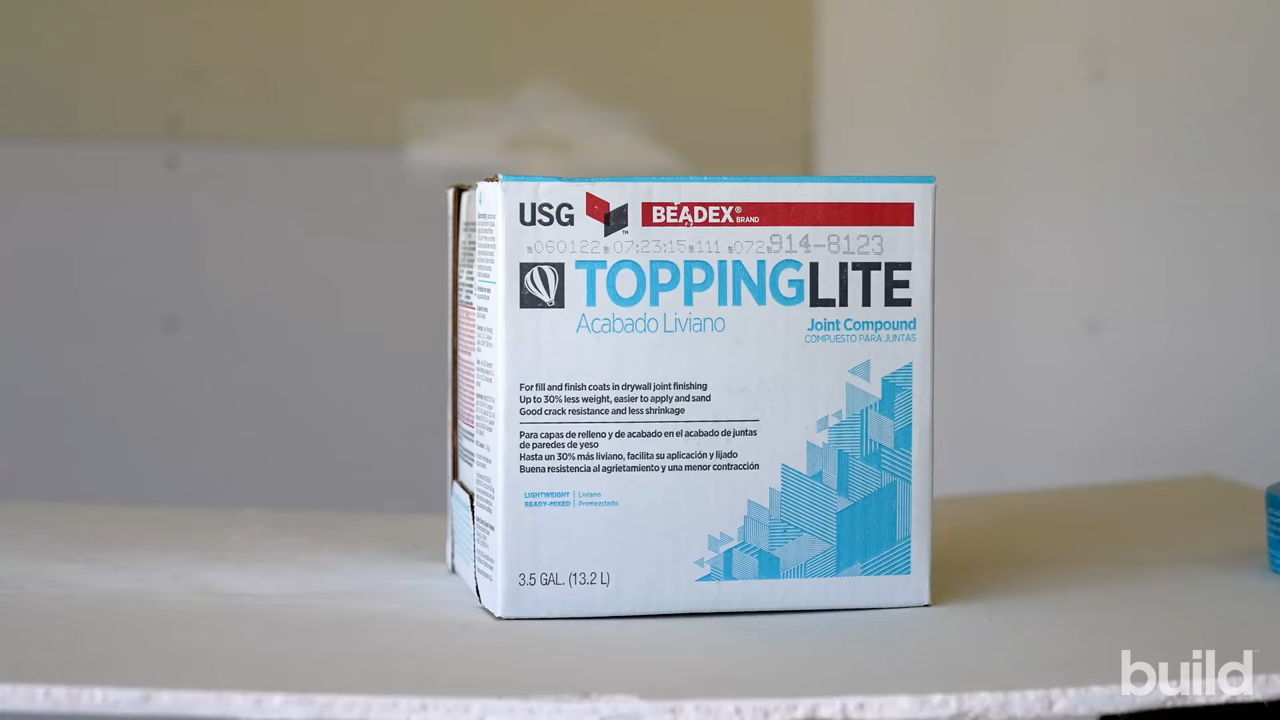 USG BEADEX® BRAND
060122 07:23:15 111 072 914-8123
TOPPINGLITE
Acabado Liviano
Joint Compound
COMPUESTO PARA JUNTAS
For fill and finish coats in drywall joint finishing
Up to 30% less weight, easier to apply and sand
Good crack resistance and less shrinkage
Para capas de relleno y de acabado en el acabado de juntas
de paredes de yeso
Hasta un 30% más liviano, facilita su aplicación y lijado
Buena resistencia al agrietamiento y una menor contracción
LIGHTWEIGHT | Liviano
READY-MIXED | Premezclado
3.5 GAL. (13.2 L)
build